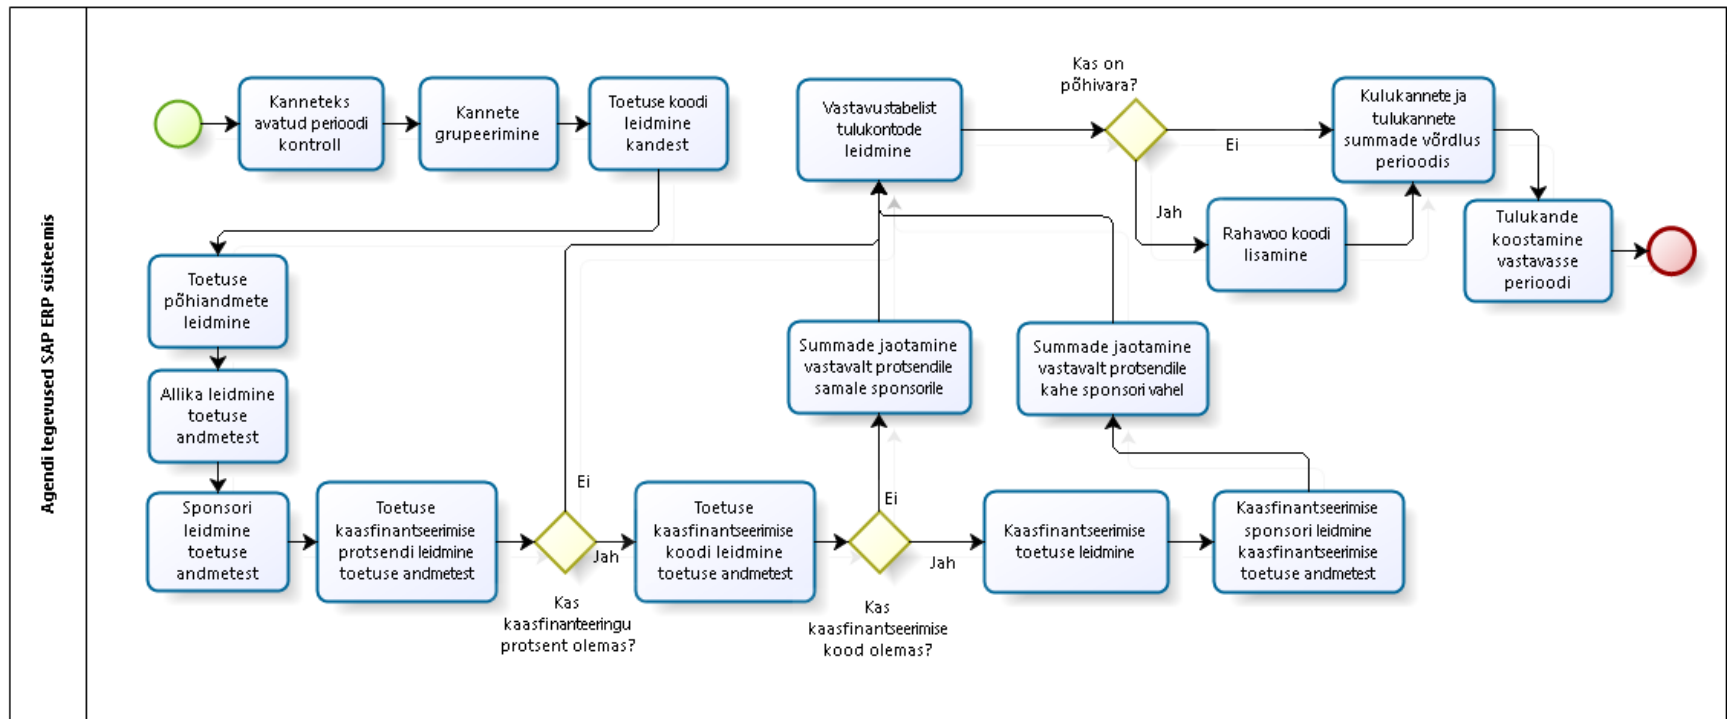 Agendi tegevused SAP ERP süsteemis
Kanneteks
avatud perioodi
kontroll
Kannete
grupeerimine
Toetuse koodi
leidmine
kandest
Toetuse
põhiandmete
leidmine
Allika leidmine
toetuse
andmetest
Sponsori
leidmine
toetuse
andmetest
Toetuse
kaasfinantseerimise
protsendi leidmine
toetuse andmetest
Kas
kaasfinanteeringu
protsent olemas?
Ei
Jah
Toetuse
kaasfinantseerimise
koodi leidmine
toetuse andmetest
Kas
kaasfinantseerimise
kood olemas?
Ei
Jah
Summade jaotamine
vastavalt protsendile
samale sponsorile
Kaasfinantseerimise
toetuse leidmine
Kaasfinantseerimise
sponsori leidmine
kaasfinantseerimise
toetuse andmetest
Summade jaotamine
vastavalt protsendile
kahe sponsori vahel
Vastavustabelist
tulukontode
leidmine
Kas on
põhivara?
Ei
Jah
Rahavoo koodi
lisamine
Kulukannete ja
tulukannete
summade võrdlus
perioodis
Tulukande
koostamine
vastavasse
perioodi